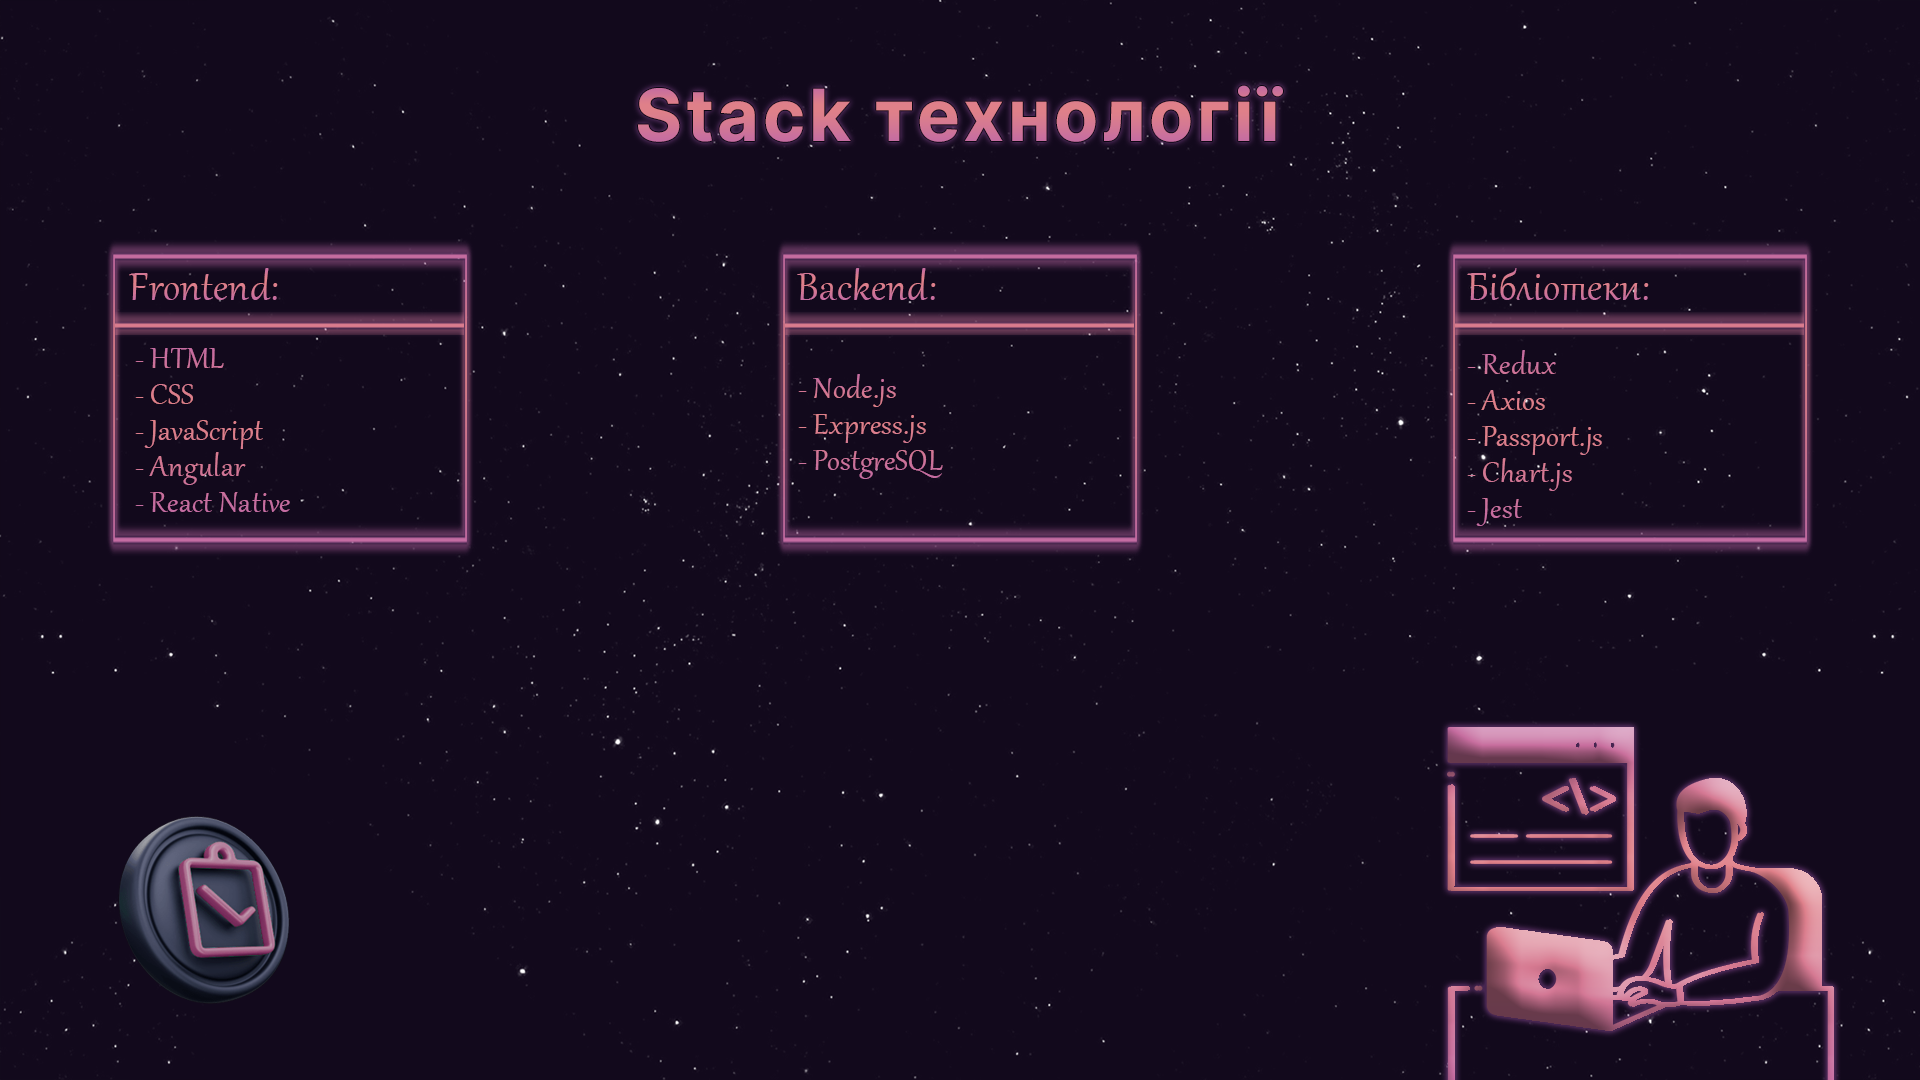 Stack технології
Frontend:
- HTML
- CSS
- JavaScript
- Angular
- React Native
Backend:
- Node.js
- Express.js
- PostgreSQL
Бібліотеки:
- Redux
- Axios
- Passport.js
- Chart.js
- Jest
<\>